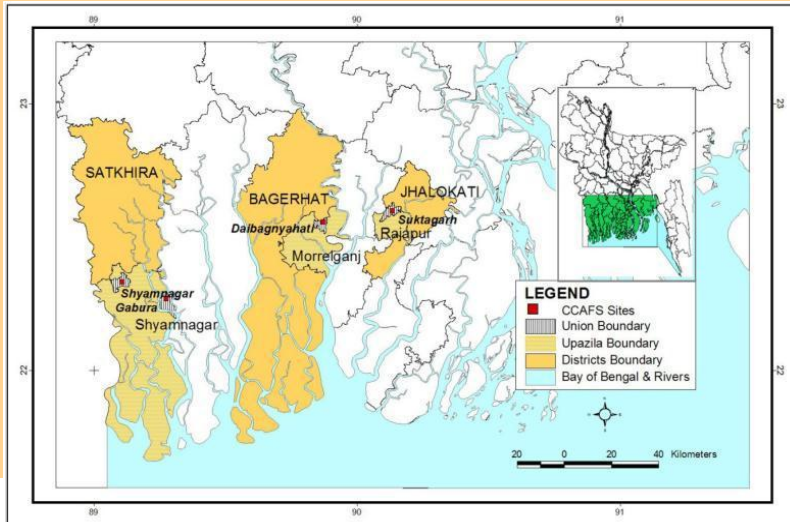 89
90
91
23
23
SATKHIRA
BAGERHAT
JHALOKATI
Daibagnyahati
Suktagarh
Rajapur
Morrelganj
Shyamnagar
Gabura
Shyamnagar
22
22
LEGEND
CCAFS Sites
Union Boundary
Upazila Boundary
Districts Boundary
Bay of Bengal & Rivers
20 0 20 40 Kilometers
89
90
91